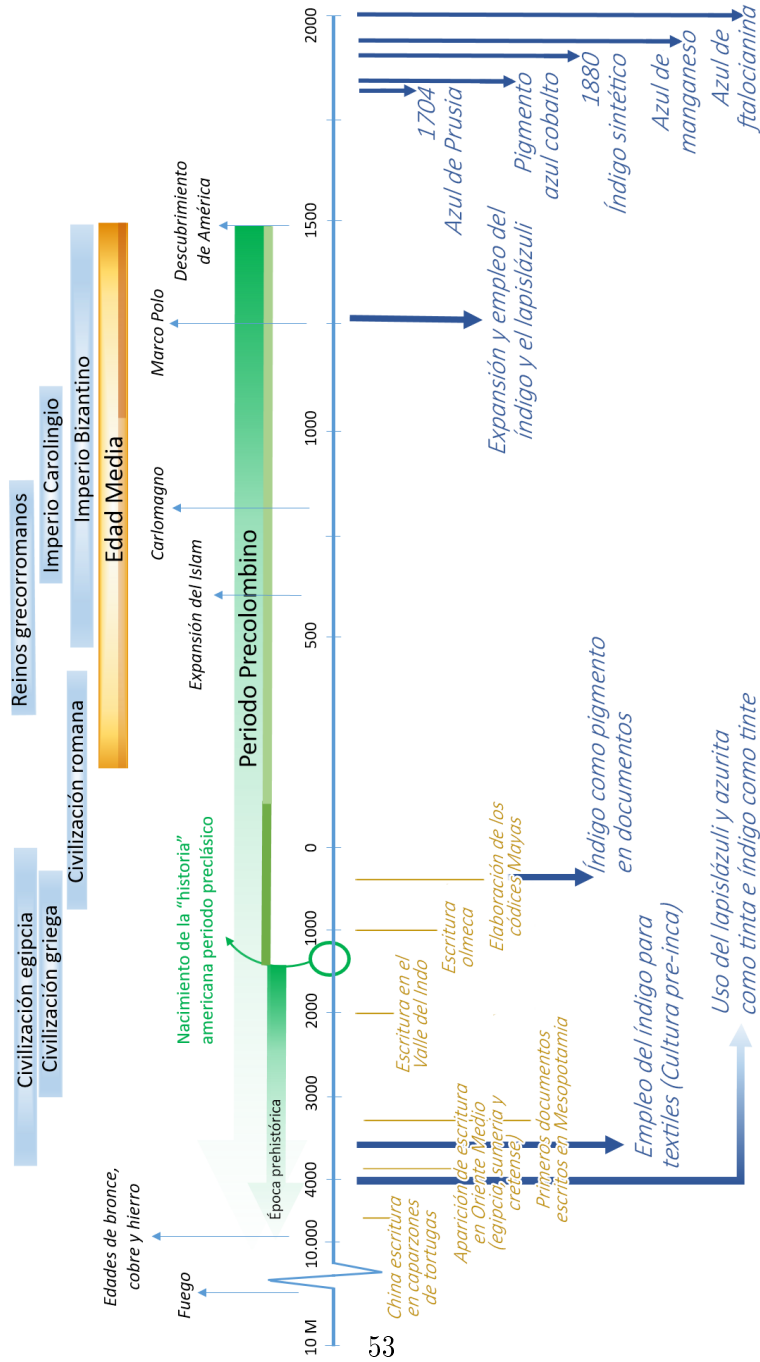 Civilización egipcia
Civilización griega
Civilización romana
Reinos grecorromanos
Imperio Carolingio
Imperio Bizantino
Edad Media
Edades de bronce,
cobre y hierro
Fuego
Expansión del Islam
Carlomagno
Marco Polo
Descubrimiento
de América
Nacimiento de la "historia"
americana periodo preclásico
Periodo Precolombino
Época prehistórica
10 M
10.000
4000
3000
2000
1000
0
500
1000
1500
2000
China escritura
en caparzones
de tortugas
Aparición de escritura
en Oriente Medio
(egipcia, sumeria y
cretense)
Primeros documentos
escritos en Mesopotamia
Escritura en el
Valle del Indo
Escritura
olmeca
Elaboración de los
códices Mayas
Empleo del índigo para
textiles (Cultura pre-inca)
Uso del lapislázuli y azurita
como tinta e índigo como tinte
Índigo como pigmento
en documentos
Expansión y empleo del
índigo y el lapislázuli
1704
Azul de Prusia
Pigmento
azul cobalto
1880
Índigo sintético
Azul de
manganeso
Azul de
ftalocianina
53